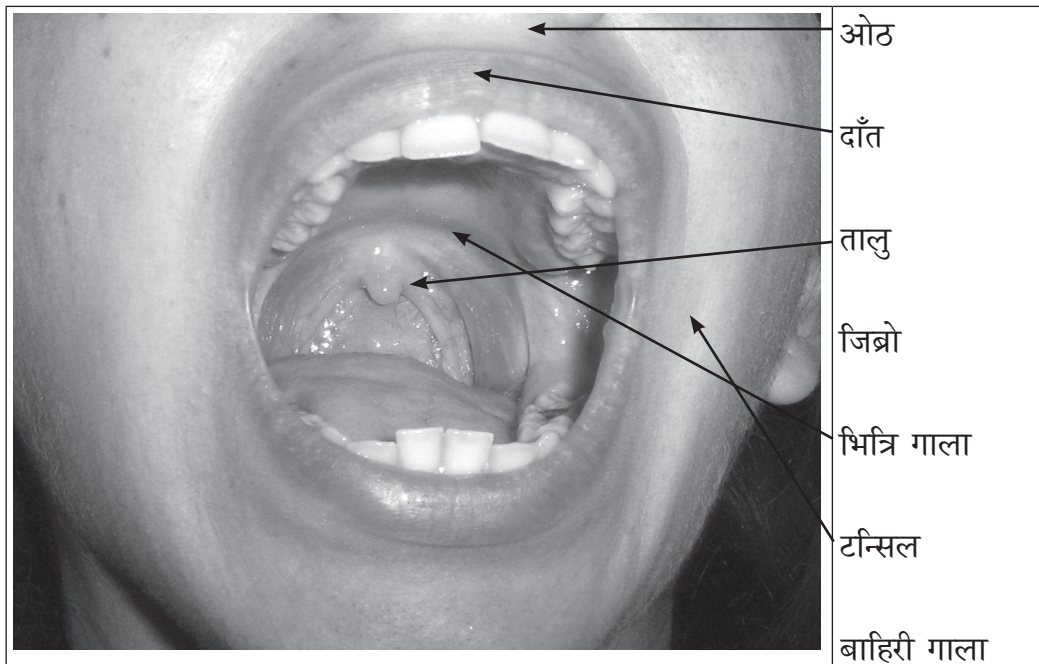 ओठ
दाँत
तालु
जिब्रो
भित्रि गाला
टन्सिल
बाहिरी गाला